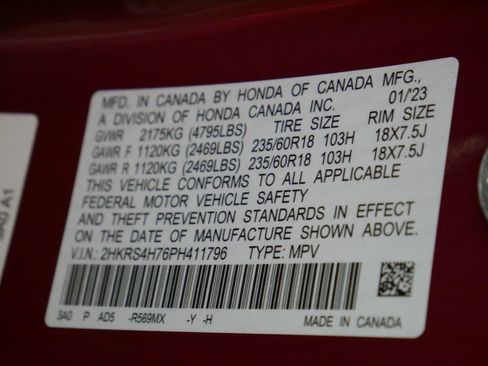 MFD. IN CANADA BY HONDA OF CANADA MFG.,
A DIVISION OF HONDA CANADA INC. 01/'23
GVWR 2175KG (4795LBS) TIRE SIZE RIM SIZE
GAWR F 1120KG (2469LBS) 235/60R18 103H 18X7.5J
GAWR R 1120KG (2469LBS) 235/60R18 103H 18X7.5J
THIS VEHICLE CONFORMS TO ALL APPLICABLE
FEDERAL MOTOR VEHICLE SAFETY
AND THEFT PREVENTION STANDARDS IN EFFECT
ON THE DATE OF MANUFACTURE SHOWN ABOVE.
V.I.N.: 2HKRS4H76PH411796 TYPE: MPV
3A0 P AD5 -R569MX -Y -H MADE IN CANADA
3A0 A1